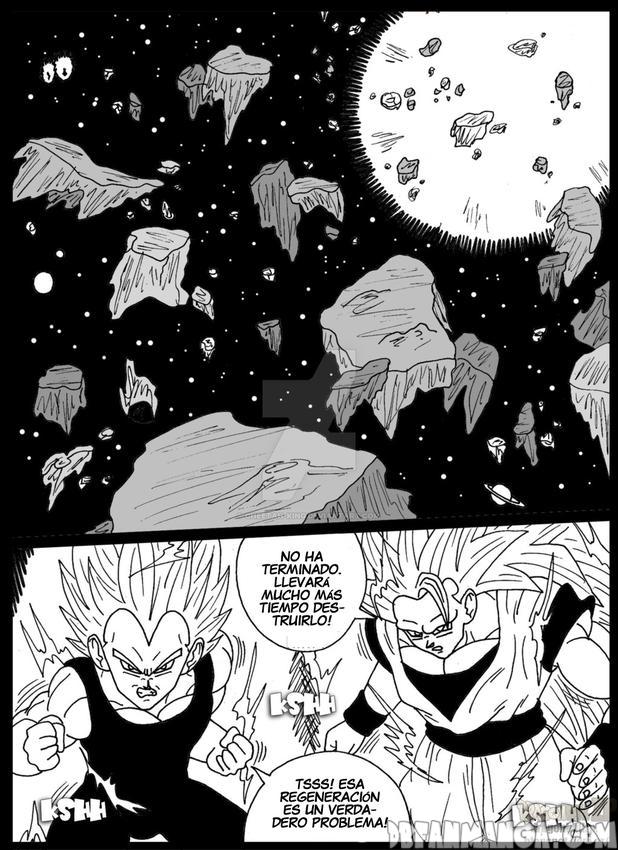 NO HA
TERMINADO.
LLEVARÁ
MUCHO MÁS
TIEMPO DES-
TRUIRLO!
KSHH
TSSS! ESA
REGENERACIÓN
ES UN VERDA-
DERO PROBLEMA!
KSHH
KSHH
DBFANMANGA.COM